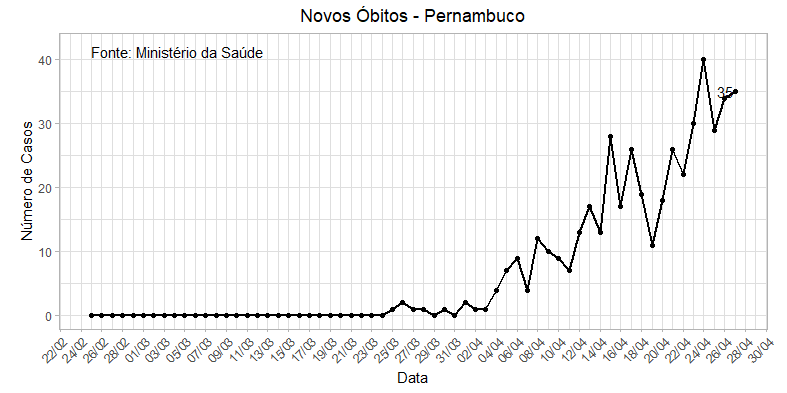 Novos Óbitos - Pernambuco
Fonte: Ministério da Saúde
35
Número de Casos
40
30
20
10
0
22/02 24/02 26/02 28/02 01/03 03/03 05/03 07/03 09/03 11/03 13/03 15/03 17/03 19/03 21/03 23/03 25/03 27/03 29/03 31/03 02/04 04/04 06/04 08/04 10/04 12/04 14/04 16/04 18/04 20/04 22/04 24/04 26/04 28/04 30/04
Data